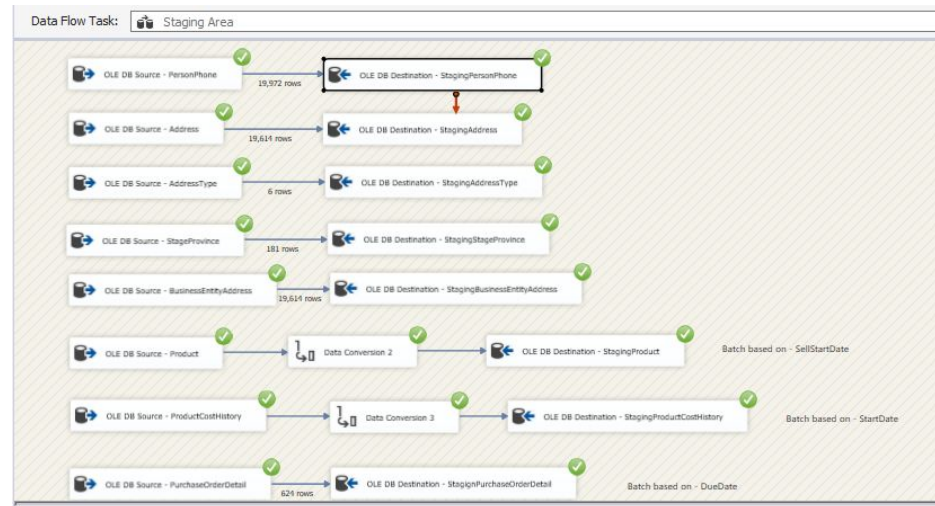 Data Flow Task: Staging Area
OLE DB Source - PersonPhone
19,972 rows
OLE DB Destination - StagingPersonPhone
OLE DB Source - Address
19,614 rows
OLE DB Destination - StagingAddress
OLE DB Source - AddressType
6 rows
OLE DB Destination - StagingAddressType
OLE DB Source - StageProvince
181 rows
OLE DB Destination - StagingStageProvince
OLE DB Source - BusinessEntityAddress
19,614 rows
OLE DB Destination - StagingBusinessEntityAddress
OLE DB Source - Product
Data Conversion 2
OLE DB Destination - StagingProduct
Batch based on - SellStartDate
OLE DB Source - ProductCostHistory
Data Conversion 3
OLE DB Destination - StagingProductCostHistory
Batch based on - StartDate
OLE DB Source - PurchaseOrderDetail
624 rows
OLE DB Destination - StagignPurchaseOrderDetail
Batch based on - DueDate